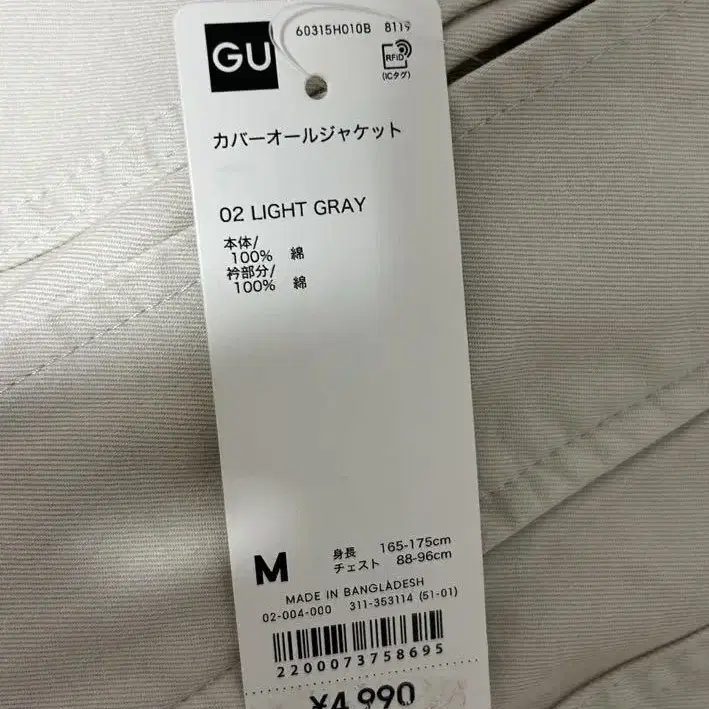 GU
60315H010B 8119
RFID
(ICタグ)
カバーオールジャケット
02 LIGHT GRAY
本体/
100% 綿
衿部分/
100% 綿
M
身長 165-175cm
チェスト 88-96cm
MADE IN BANGLADESH
02-004-000 311-353114 (51-01)
2200073758695
¥4,990